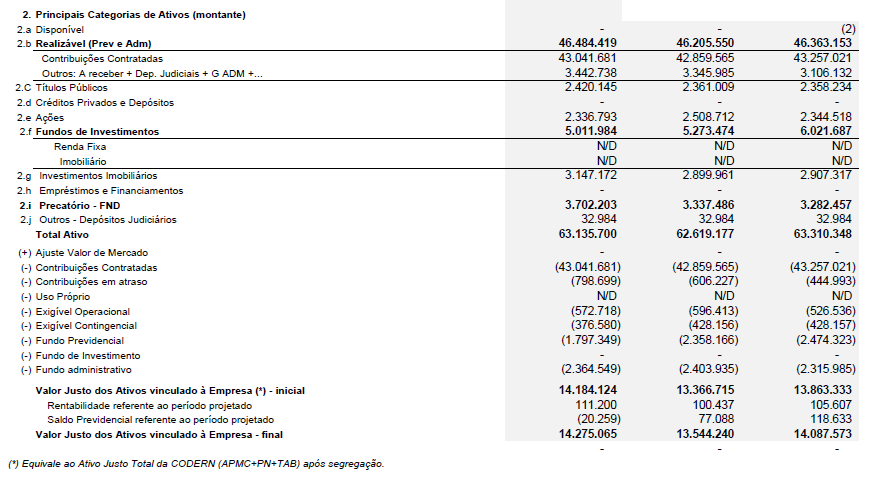 2. Principais Categorias de Ativos (montante)
2.a Disponível - - (2)
2.b Realizável (Prev e Adm) 46.484.419 46.205.550 46.363.153
Contribuições Contratadas 43.041.681 42.859.565 43.257.021
Outros: A receber + Dep. Judiciais + G ADM +... 3.442.738 3.345.985 3.106.132
2.C Títulos Públicos 2.420.145 2.361.009 2.358.234
2.d Créditos Privados e Depósitos - - -
2.e Ações 2.336.793 2.508.712 2.344.518
2.f Fundos de Investimentos 5.011.984 5.273.474 6.021.687
Renda Fixa N/D N/D N/D
Imobiliário N/D N/D N/D
2.g Investimentos Imobiliários 3.147.172 2.899.961 2.907.317
2.h Empréstimos e Financiamentos - - -
2.i Precatório - FND 3.702.203 3.337.486 3.282.457
2.j Outros - Depósitos Judiciários 32.984 32.984 32.984
Total Ativo 63.135.700 62.619.177 63.310.348
(+) Ajuste Valor de Mercado - - -
(-) Contribuições Contratadas (43.041.681) (42.859.565) (43.257.021)
(-) Contribuições em atraso (798.699) (606.227) (444.993)
(-) Uso Próprio N/D N/D N/D
(-) Exigível Operacional (572.718) (596.413) (526.536)
(-) Exigível Contingencial (376.580) (428.156) (428.157)
(-) Fundo Previdencial (1.797.349) (2.358.166) (2.474.323)
(-) Fundo de Investimento - - -
(-) Fundo administrativo (2.364.549) (2.403.935) (2.315.985)
Valor Justo dos Ativos vinculado à Empresa (*) - inicial 14.184.124 13.366.715 13.863.333
Rentabilidade referente ao período projetado 111.200 100.437 105.607
Saldo Previdencial referente ao período projetado (20.259) 77.088 118.633
Valor Justo dos Ativos vinculado à Empresa - final 14.275.065 13.544.240 14.087.573
- - -
(*) Equivale ao Ativo Justo Total da CODERN (APMC+PN+TAB) após segregação.